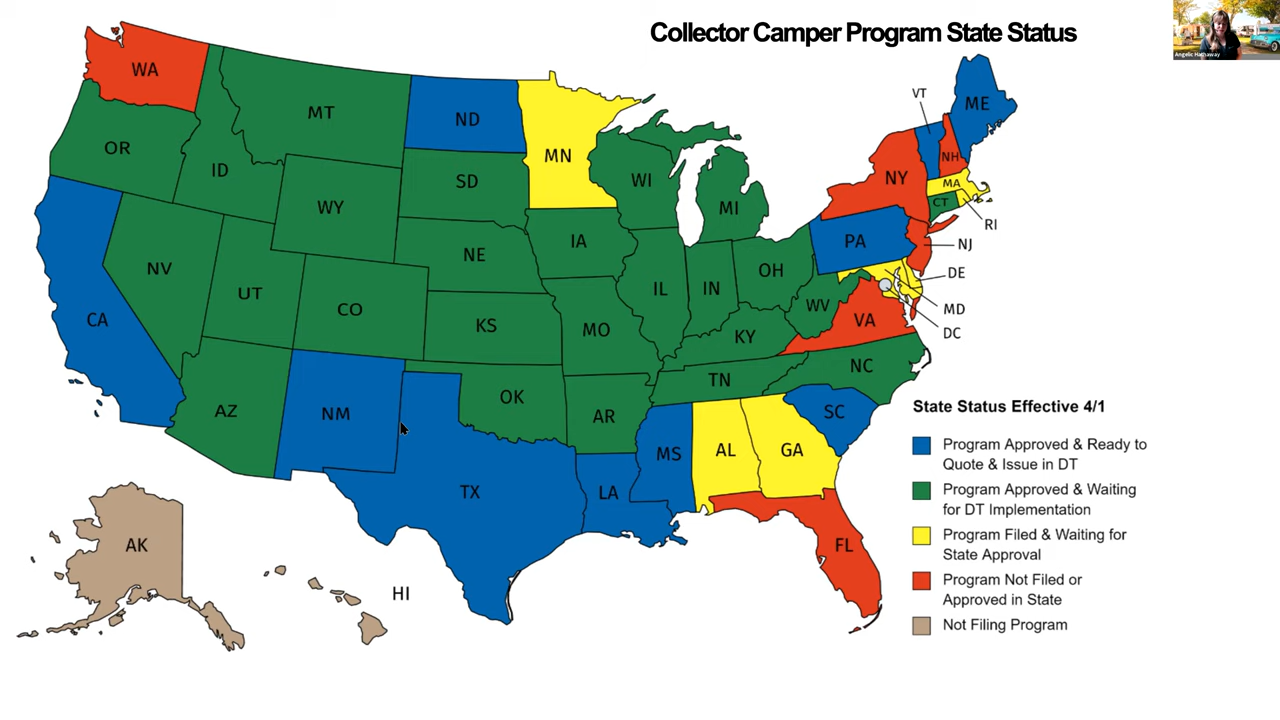 Collector Camper Program State Status
Angelic Hathaway
WA
MT
ND
MN
VT
ME
OR
ID
SD
WI
NY
NH
MA
WY
MI
CT
RI
IA
PA
NJ
NV
NE
OH
DE
UT
CO
IL
IN
WV
MD
CA
KS
MO
KY
VA
DC
NC
TN
AZ
NM
OK
AR
SC
TX
LA
MS
AL
GA
FL
AK
HI
State Status Effective 4/1
Program Approved & Ready to
Quote & Issue in DT
Program Approved & Waiting
for DT Implementation
Program Filed & Waiting for
State Approval
Program Not Filed or
Approved in State
Not Filing Program